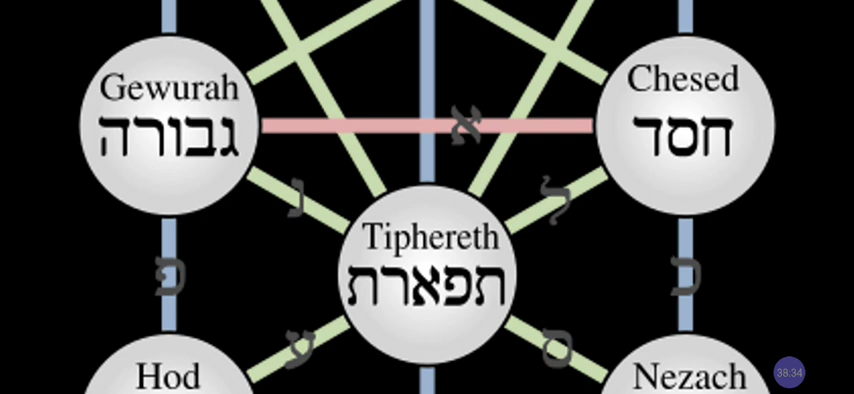 Gewurah
גבורה
Chesed
חסד
א
נ
ל
Tiphereth
תפארת
פ
כ
ע
ס
Hod
Nezach
38:34